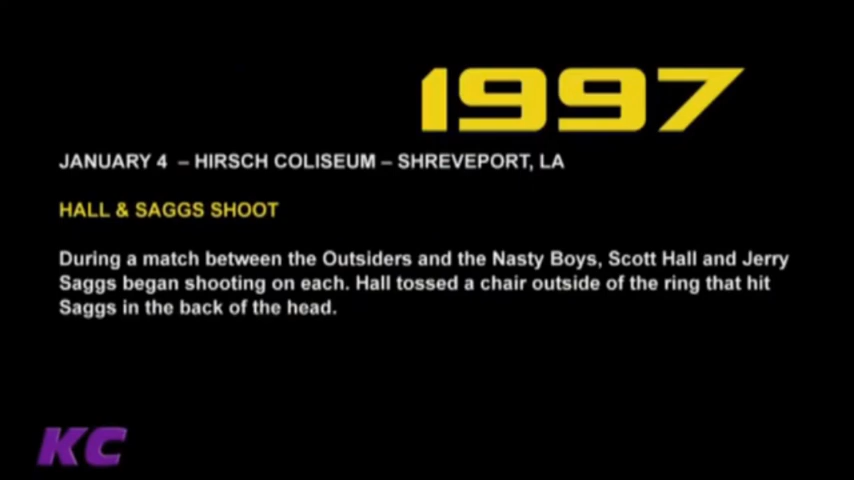 1997
JANUARY 4 – HIRSCH COLISEUM – SHREVEPORT, LA
HALL & SAGGS SHOOT
During a match between the Outsiders and the Nasty Boys, Scott Hall and Jerry
Saggs began shooting on each. Hall tossed a chair outside of the ring that hit
Saggs in the back of the head.
KC